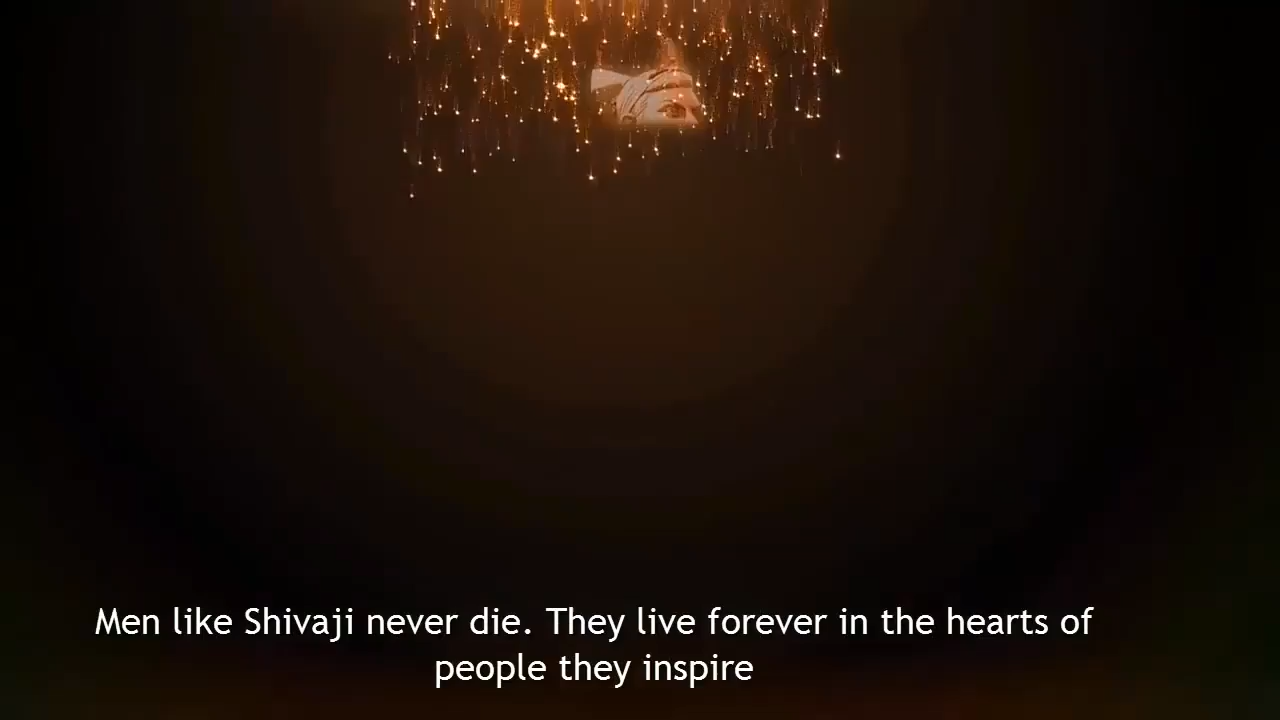 Men like Shivaji never die. They live forever in the hearts of
people they inspire